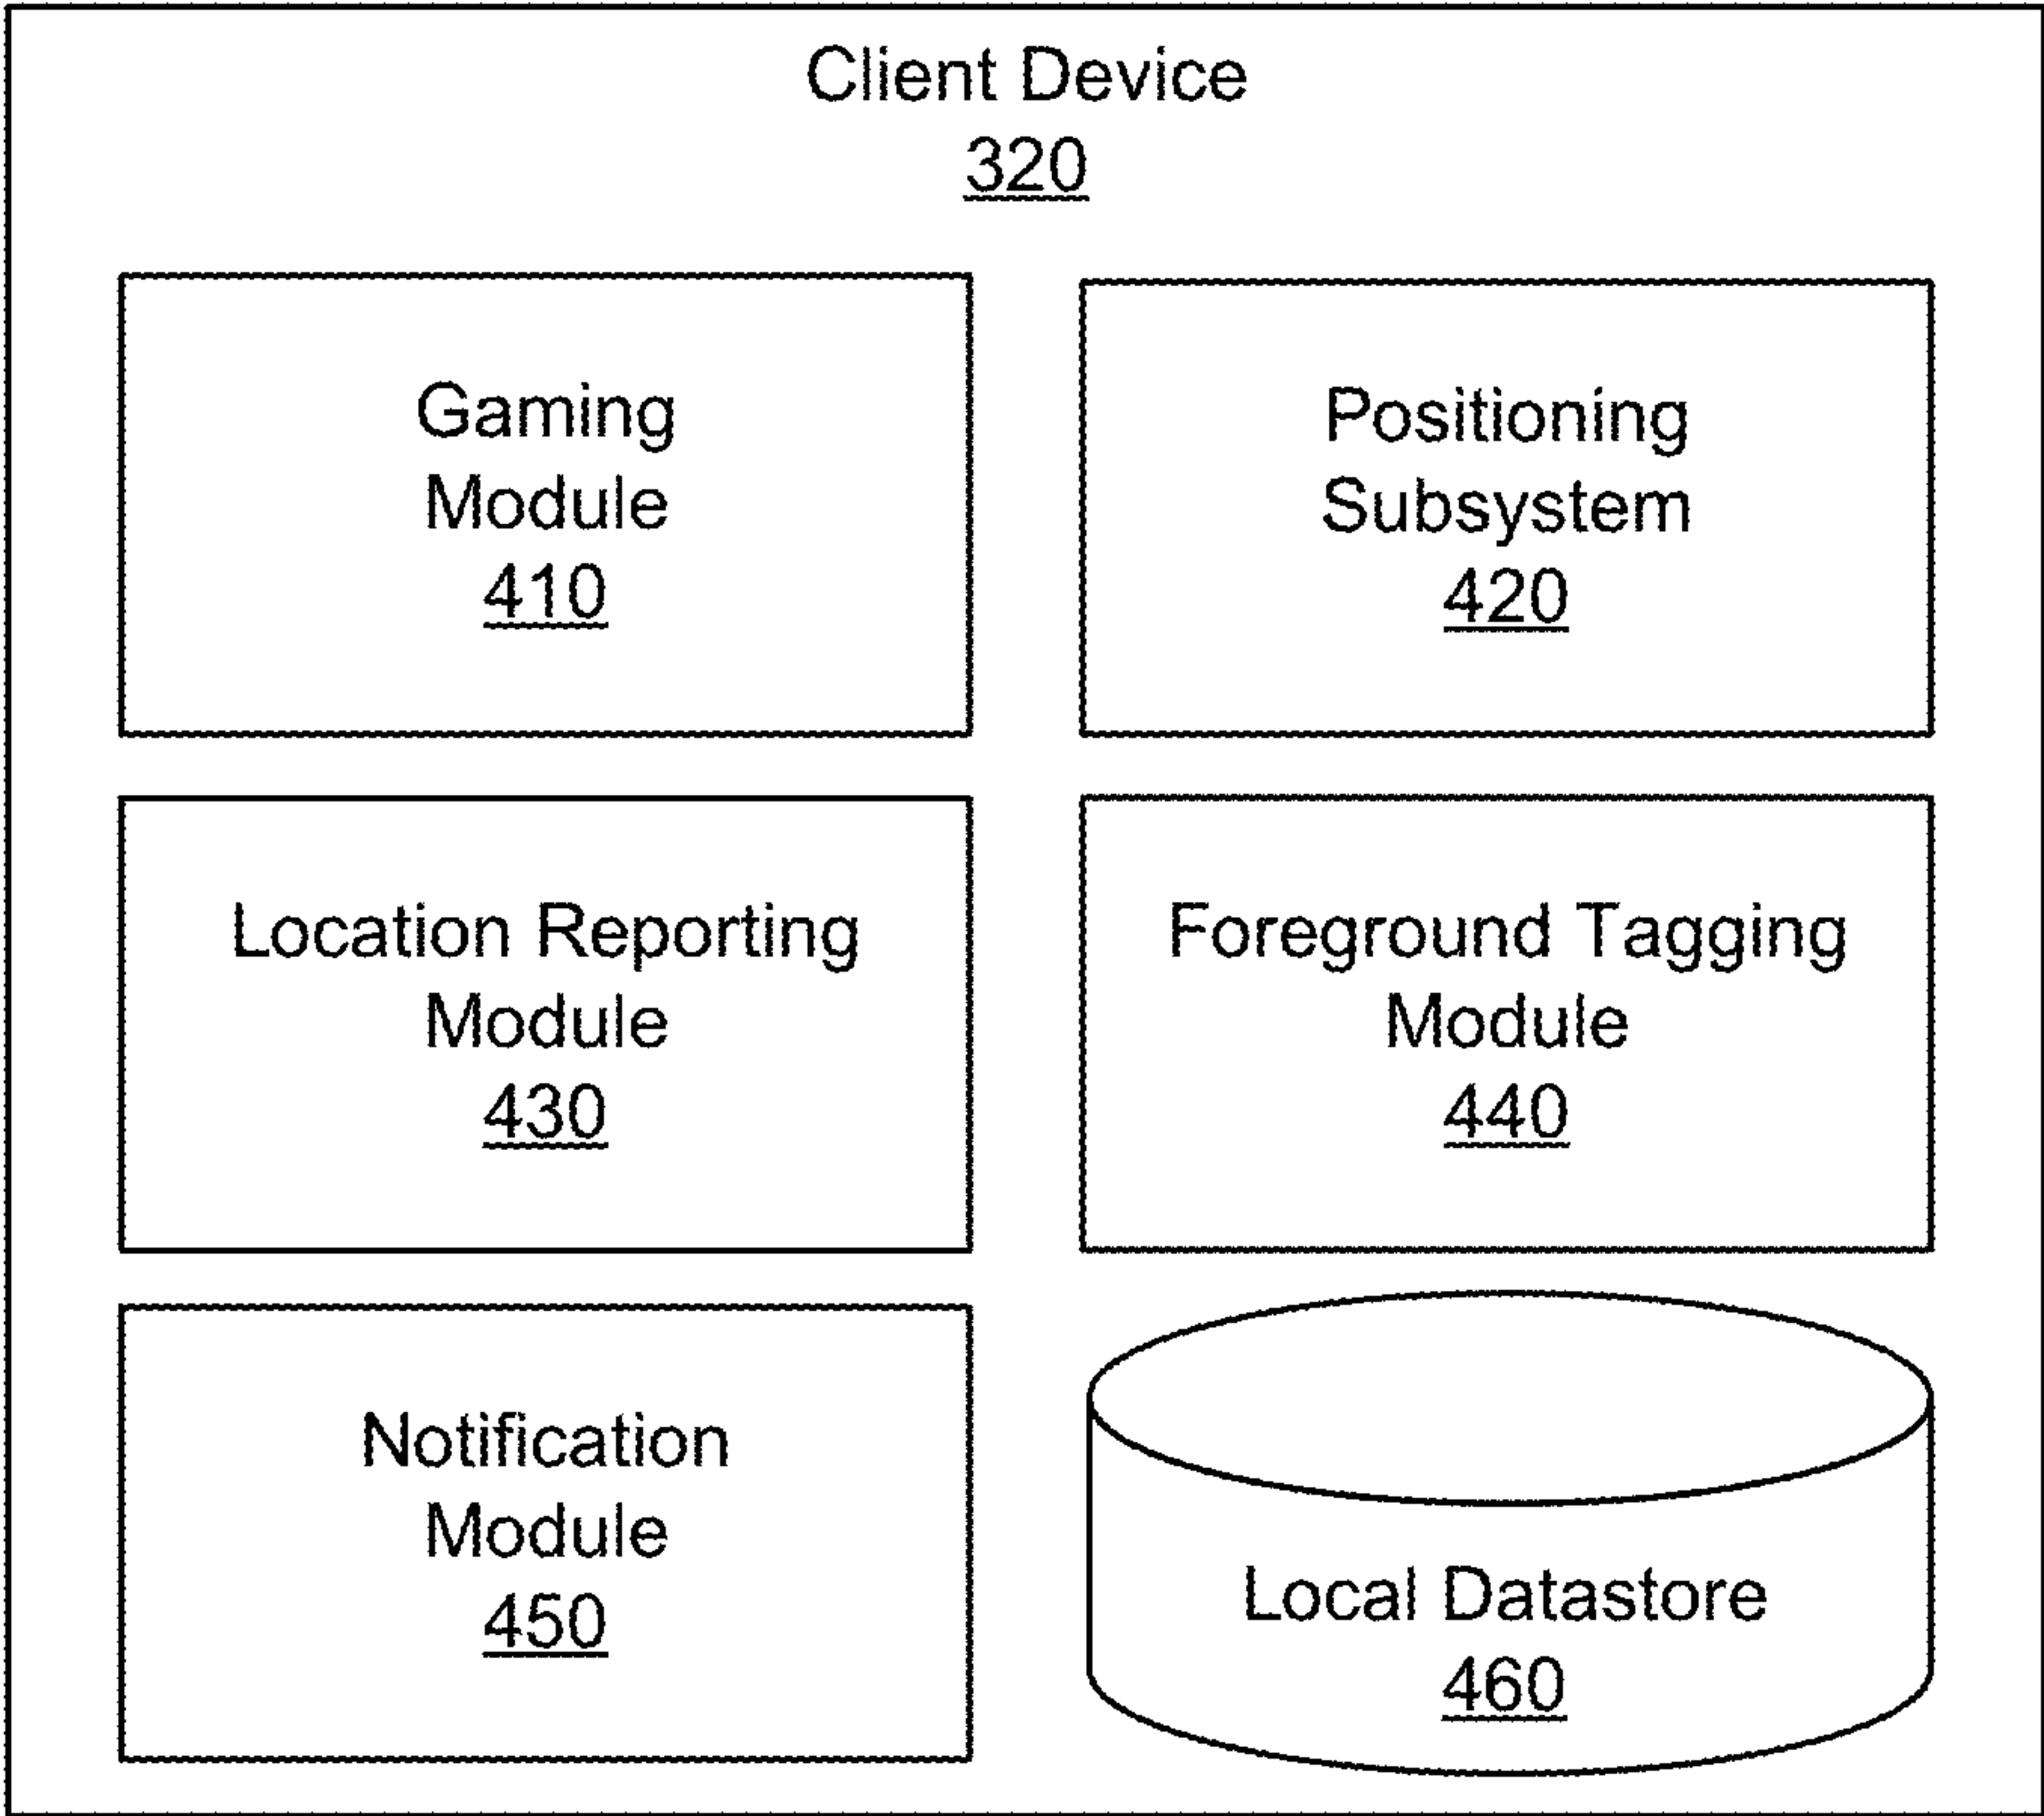 Client Device
320
Gaming
Module
410
Positioning
Subsystem
420
Location Reporting
Module
430
Foreground Tagging
Module
440
Notification
Module
450
Local Datastore
460